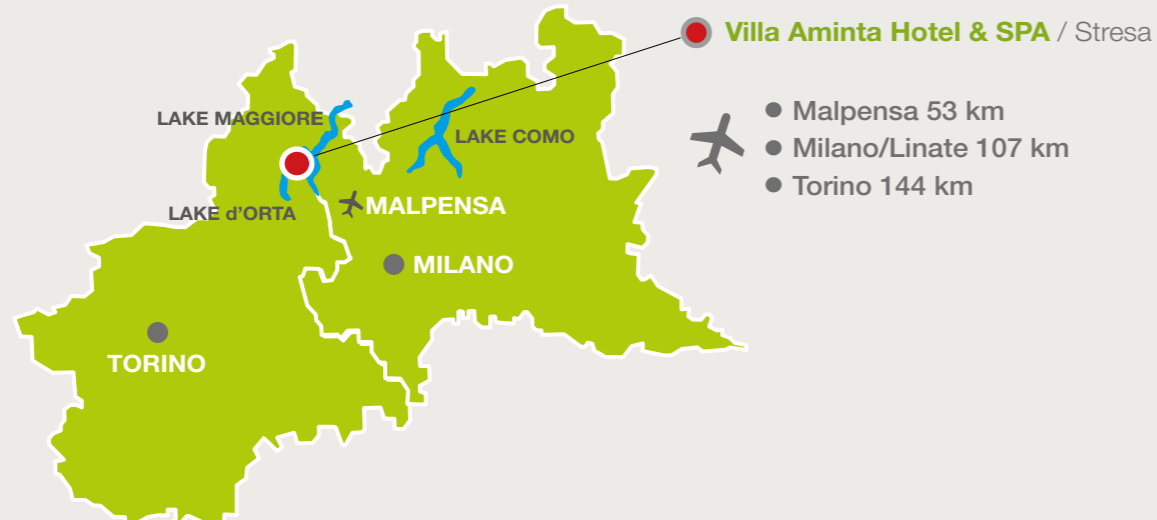 Villa Aminta Hotel & SPA / Stresa
Malpensa 53 km
Milano/Linate 107 km
Torino 144 km
LAKE MAGGIORE
LAKE COMO
LAKE d'ORTA
MALPENSA
MILANO
TORINO